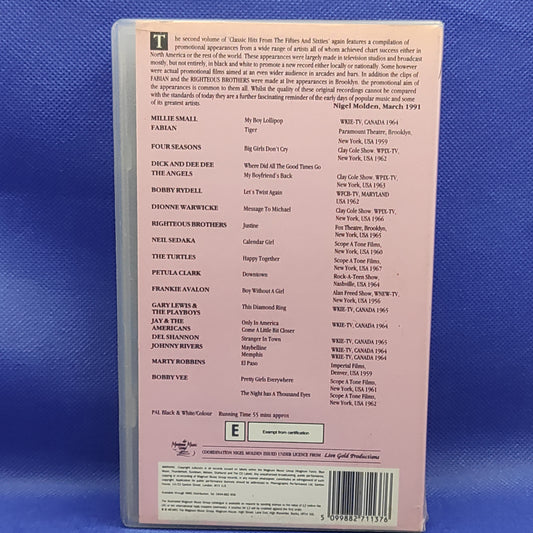 The second volume of 'Classic Hits From The Fifties And Sixties' again features a compilation of
promotional appearances from a wide range of artists all of whom achieved chart success either in
North America or the rest of the world. These appearances were largely made in television studios and broadcast
mostly, but not entirely, in black and white to promote a new record either locally or nationally. Some however
were actual promotional films aimed at an even wider audience in arcades and bars. In addition the clips of
FABIAN and the RIGHTEOUS BROTHERS were made at live appearances in Brooklyn. the promotional aim of
the appearances is common to them all. Whilst the quality of these original recordings cannot be compared
with the standards of today they are a further fascinating reminder of the early days of popular music and some
of its greatest artists.
Nigel Molden, March 1991
MILLIE SMALL My Boy Lollipop WKIE-TV, CANADA 1964
FABIAN Tiger Paramount Theatre, Brooklyn,
New York, USA 1959
FOUR SEASONS Big Girls Don't Cry Clay Cole Show. WPIX-TV,
New York, USA 1962
DICK AND DEE DEE Where Did All The Good Times Go
THE ANGELS My Boyfriend's Back Clay Cole Show. WPIX-TV,
New York, USA 1963
BOBBY RYDELL Let's Twist Again WFCB-TV, MARYLAND
USA 1962
DIONNE WARWICKE Message To Michael Clay Cole Show. WPIX-TV,
New York, USA 1966
RIGHTEOUS BROTHERS Justine Fox Theatre, Brooklyn,
New York, USA 1965
NEIL SEDAKA Calendar Girl Scope A Tone Films,
New York, USA 1960
THE TURTLES Happy Together Scope A Tone Films,
New York, USA 1967
PETULA CLARK Downtown Rock-A-Teen Show,
Nashville, USA 1964
FRANKIE AVALON Boy Without A Girl Alan Freed Show, WNEW-TV,
New York, USA 1956
GARY LEWIS & This Diamond Ring WKIE-TV, CANADA 1965
THE PLAYBOYS
JAY & THE Only In America
AMERICANS Come A Little Bit Closer WKIE-TV, CANADA 1964
DEL SHANNON Stranger In Town WKIE-TV, CANADA 1965
JOHNNY RIVERS Maybelline WKIE-TV, CANADA 1964
Memphis WKIE-TV, CANADA 1964
MARTY ROBBINS El Paso Imperial Films,
Denver, USA 1959
BOBBY VEE Pretty Girls Everywhere Scope A Tone Films,
New York, USA 1961
The Night has A Thousand Eyes Scope A Tone Films,
New York, USA 1962
PAL Black & White/Colour Running Time 55 mins approx
E Exempt from certification
Magnum Music
COORDINATION NIGEL MOLDEN ISSUED UNDER LICENCE FROM Live Gold Productions
5 099882 711376